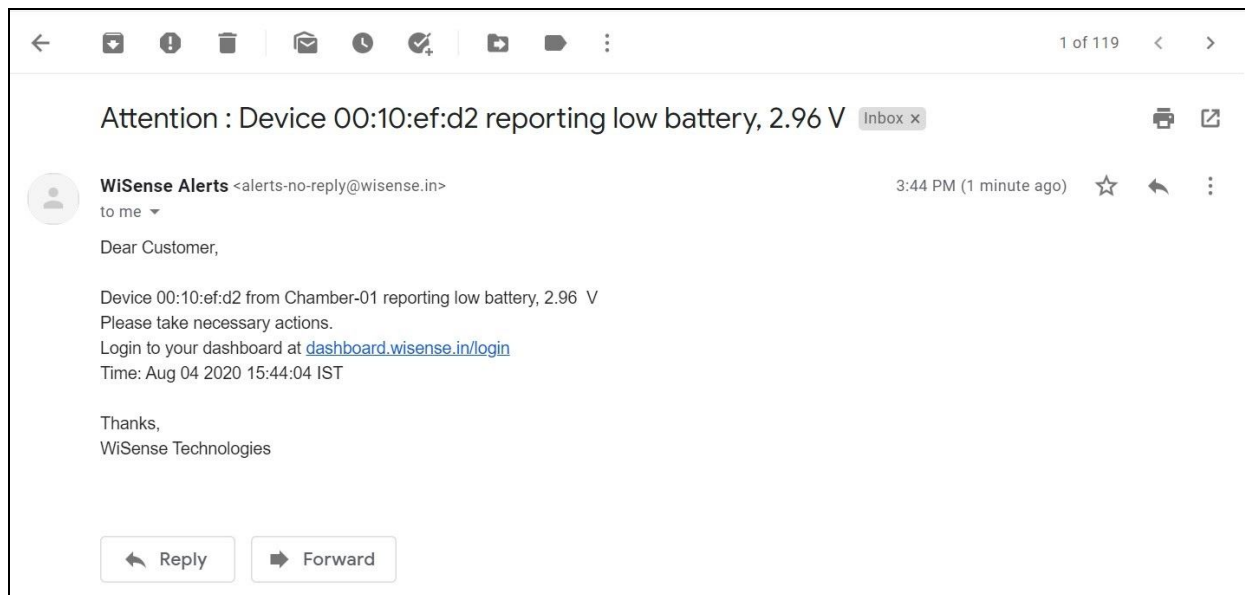 1 of 119
Attention : Device 00:10:ef:d2 reporting low battery, 2.96 V Inbox x
WiSense Alerts <alerts-no-reply@wisense.in> 3:44 PM (1 minute ago)
to me
Dear Customer,
Device 00:10:ef:d2 from Chamber-01 reporting low battery, 2.96 V
Please take necessary actions.
Login to your dashboard at dashboard.wisense.in/login
Time: Aug 04 2020 15:44:04 IST
Thanks,
WiSense Technologies
Reply Forward